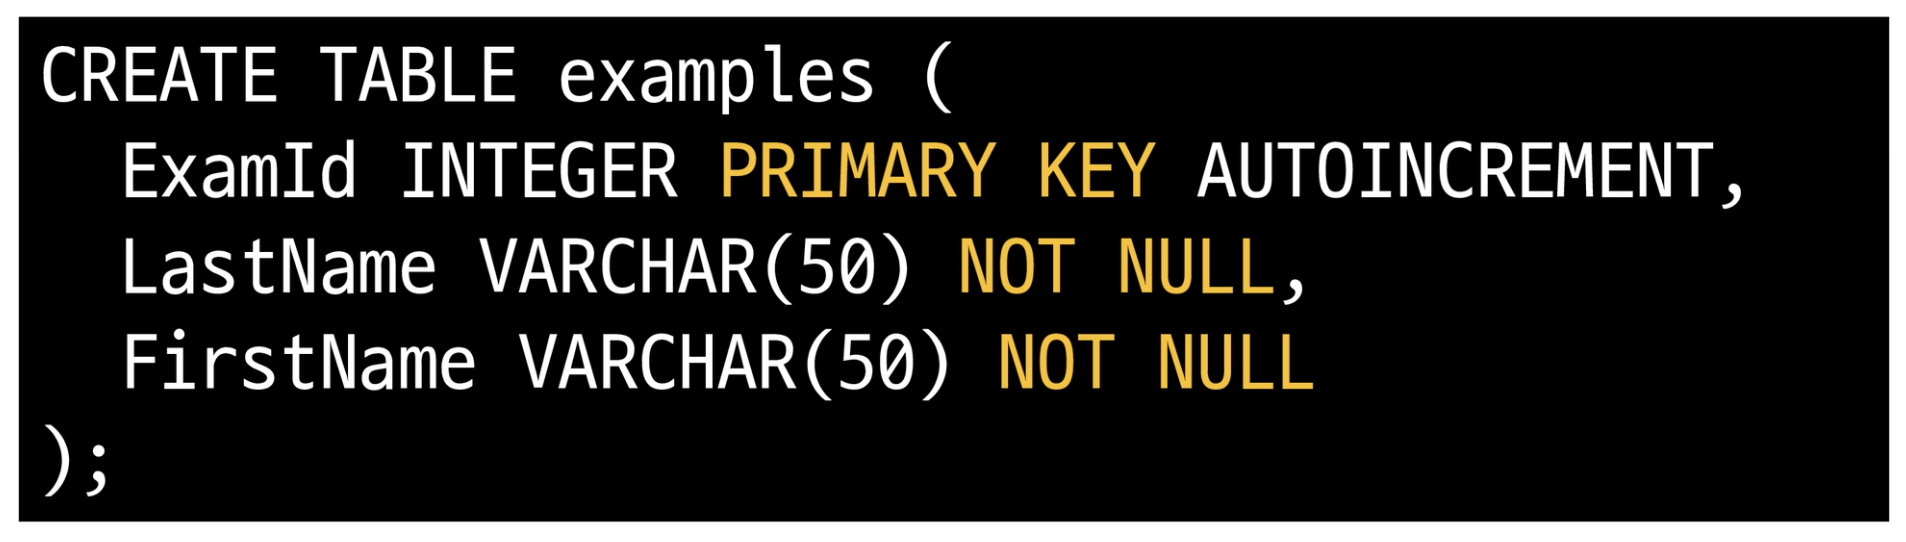 CREATE TABLE examples (
  ExamId INTEGER PRIMARY KEY AUTOINCREMENT,
  LastName VARCHAR(50) NOT NULL,
  FirstName VARCHAR(50) NOT NULL
);